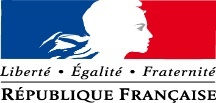 Liberté • Égalité • Fraternité
RÉPUBLIQUE FRANÇAISE